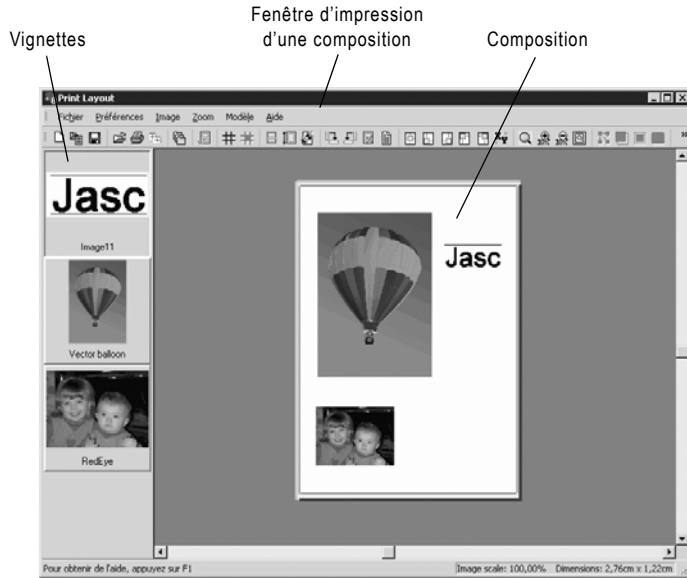 Fenêtre d'impression
d'une composition
Vignettes
Composition
Print Layout
Fichier Préférences Image Zoom Modèle Aide
Jasc
Image11
Vector balloon
RedEye
Jasc
Pour obtenir de l'aide, appuyez sur F1
Image scale: 100,00% Dimensions: 2,76cm x 1,22cm